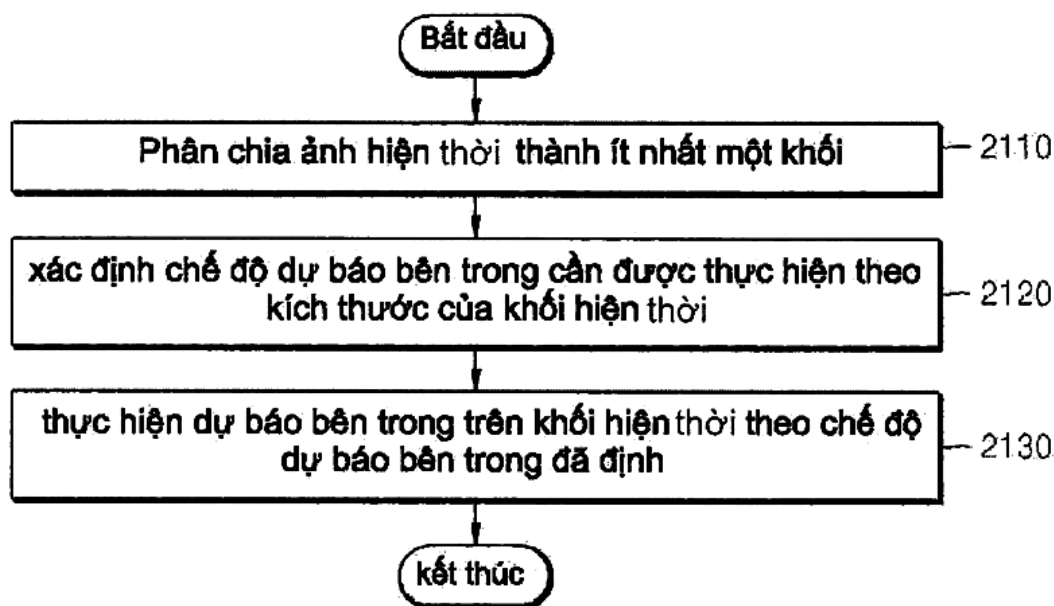 Bắt đầu
Phân chia ảnh hiện thời thành ít nhất một khối
2110
xác định chế độ dự báo bên trong cần được thực hiện theo
kích thước của khối hiện thời
2120
thực hiện dự báo bên trong trên khối hiện thời theo chế độ
dự báo bên trong đã định
2130
kết thúc